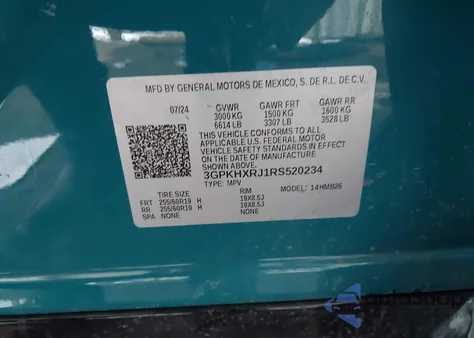 MFD BY GENERAL MOTORS DE MEXICO, S. DE R.L. DE C.V.
07/24 GVWR GAWR FRT GAWR RR
3000 KG 1500 KG 1600 KG
6614 LB 3307 LB 3528 LB
THIS VEHICLE CONFORMS TO ALL
APPLICABLE U.S. FEDERAL MOTOR
VEHICLE SAFETY STANDARDS IN EFFECT
ON THE DATE OF MANUFACTURE
SHOWN ABOVE.
3GPKHXRJ1RS520234
TYPE: MPV MODEL: 14HMB26
TIRE SIZE RIM
FRT 255/60R19 H 19X8.5J
RR 255/60R19 H 19X8.5J
SPA NONE NONE
AutoShop